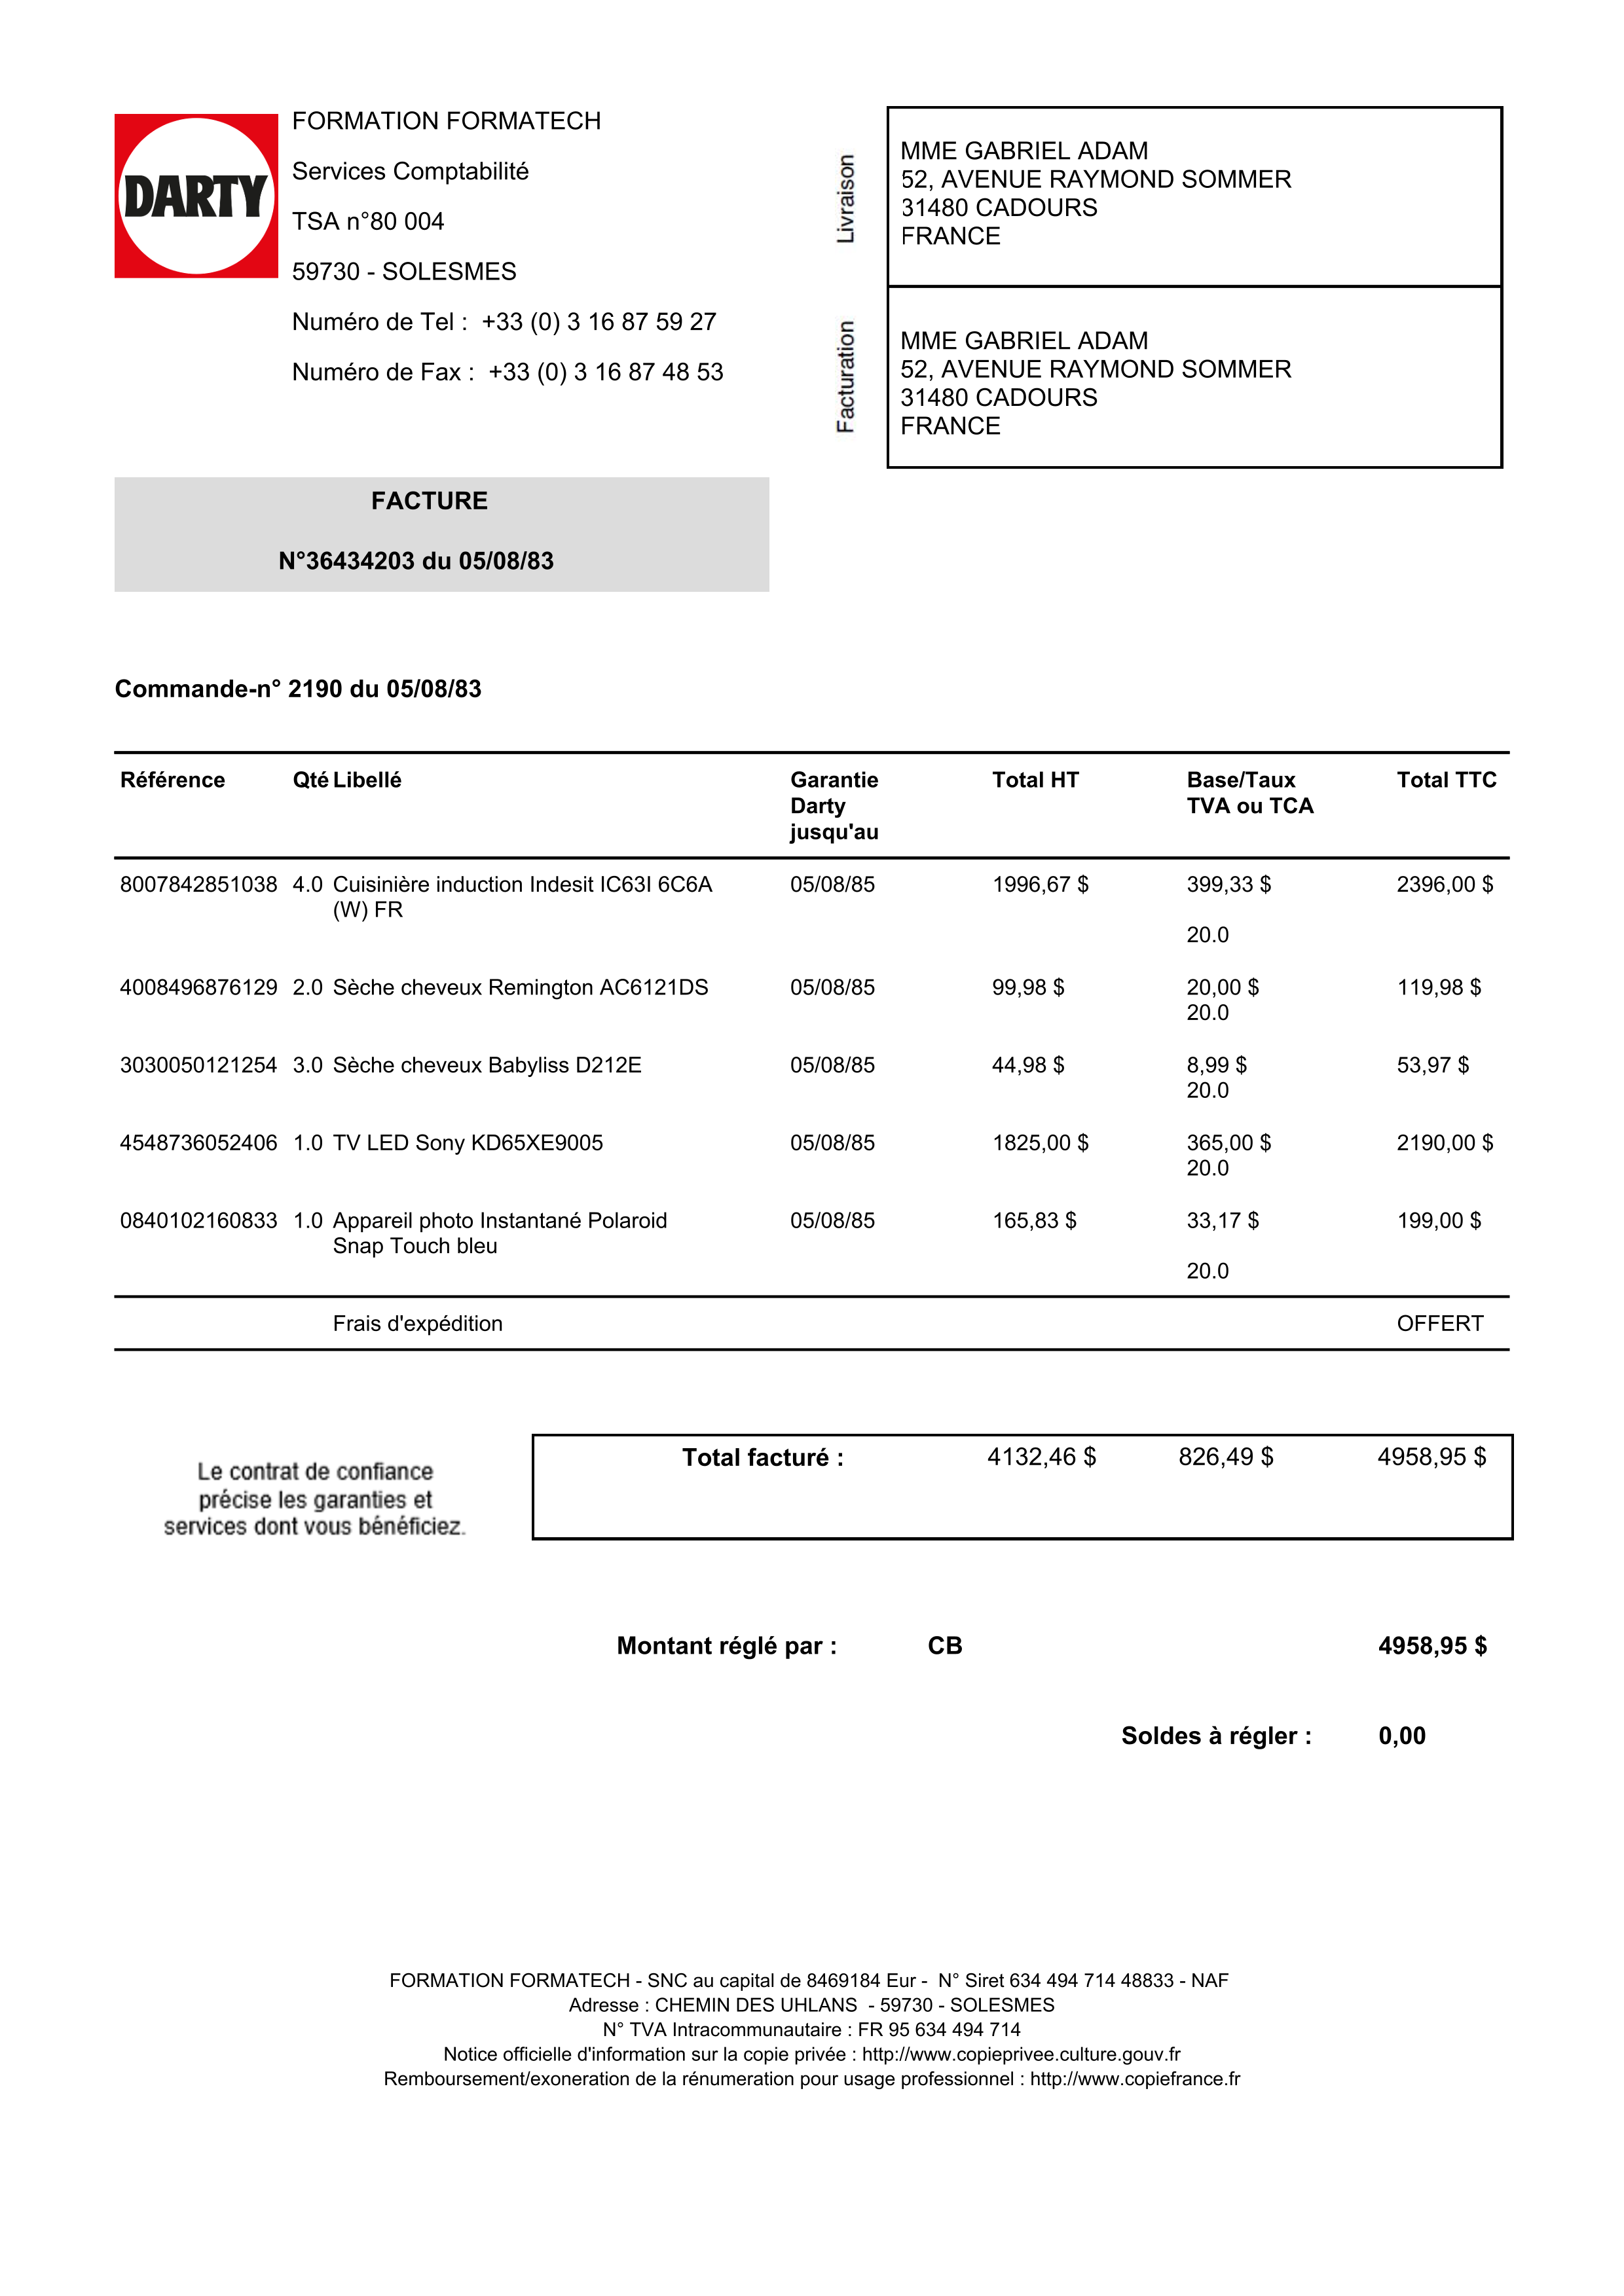 DARTY
FORMATION FORMATECH
Services Comptabilité
TSA n°80 004
59730 - SOLESMES
Numéro de Tel :  +33 (0) 3 16 87 59 27
Numéro de Fax :  +33 (0) 3 16 87 48 53
Livraison
MME GABRIEL ADAM
52, AVENUE RAYMOND SOMMER
31480 CADOURS
FRANCE
Facturation
MME GABRIEL ADAM
52, AVENUE RAYMOND SOMMER
31480 CADOURS
FRANCE
FACTURE
N°36434203 du 05/08/83
Commande-n° 2190 du 05/08/83
Référence Qté Libellé Garantie Total HT Base/Taux Total TTC
Darty TVA ou TCA
jusqu'au
8007842851038 4.0 Cuisinière induction Indesit IC63I 6C6A 05/08/85 1996,67 $ 399,33 $ 2396,00 $
(W) FR
20.0
4008496876129 2.0 Sèche cheveux Remington AC6121DS 05/08/85 99,98 $ 20,00 $ 119,98 $
20.0
3030050121254 3.0 Sèche cheveux Babyliss D212E 05/08/85 44,98 $ 8,99 $ 53,97 $
20.0
4548736052406 1.0 TV LED Sony KD65XE9005 05/08/85 1825,00 $ 365,00 $ 2190,00 $
20.0
0840102160833 1.0 Appareil photo Instantané Polaroid 05/08/85 165,83 $ 33,17 $ 199,00 $
Snap Touch bleu
20.0
Frais d'expédition OFFERT
Total facturé : 4132,46 $ 826,49 $ 4958,95 $
Le contrat de confiance
précise les garanties et
services dont vous bénéficiez.
Montant réglé par : CB 4958,95 $
Soldes à régler : 0,00
FORMATION FORMATECH - SNC au capital de 8469184 Eur -  N° Siret 634 494 714 48833 - NAF
Adresse : CHEMIN DES UHLANS  - 59730 - SOLESMES
N° TVA Intracommunautaire : FR 95 634 494 714
Notice officielle d'information sur la copie privée : http://www.copieprivee.culture.gouv.fr
Remboursement/exoneration de la rénumeration pour usage professionnel : http://www.copiefrance.fr